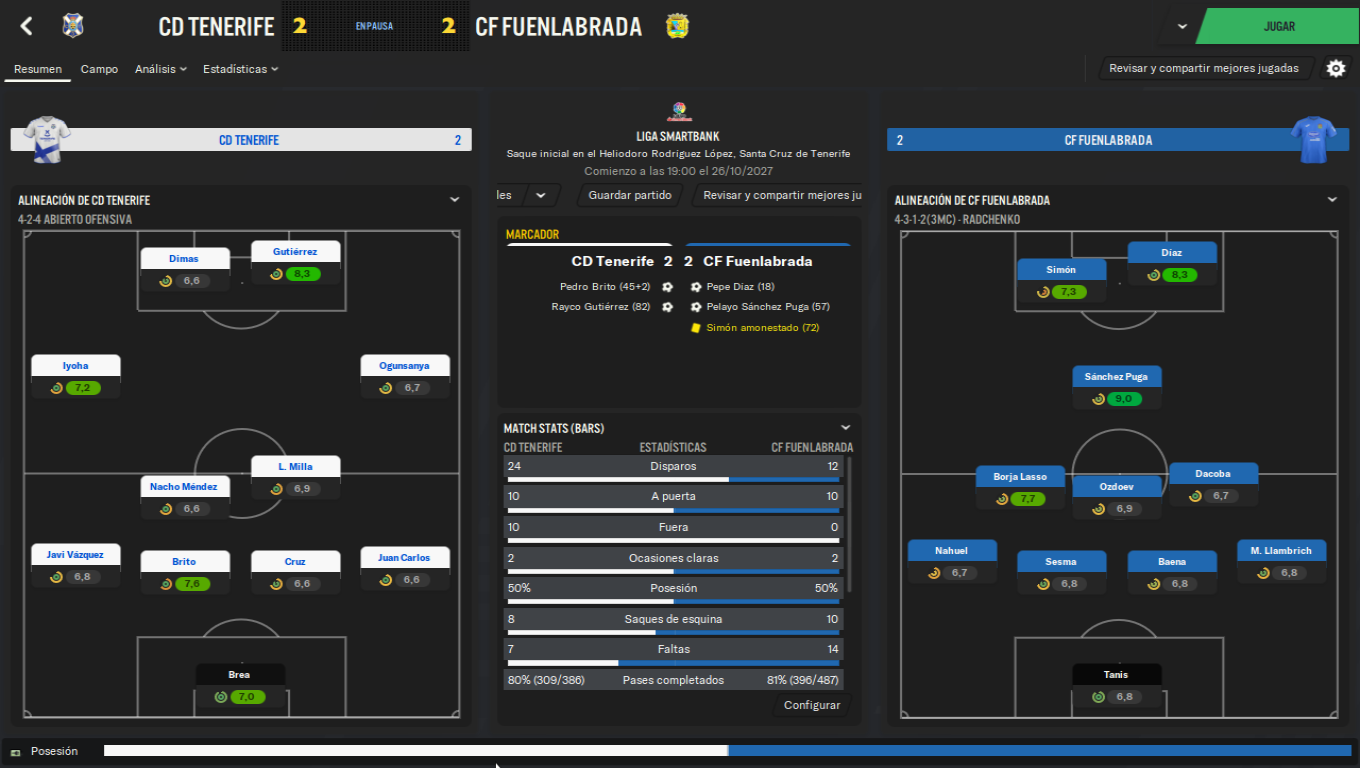 CD TENERIFE 2 EN PAUSA 2 CF FUENLABRADA
JUGAR
Resumen Campo Análisis Estadísticas
Revisar y compartir mejores jugadas
CD TENERIFE 2
ALINEACIÓN DE CD TENERIFE
4-2-4 ABIERTO OFENSIVA
Gutiérrez
8,3
Dimas
6,6
Iyoha
7,2
Ogunsanya
6,7
L. Milla
6,9
Nacho Méndez
6,6
Javi Vázquez
6,8
Brito
7,6
Cruz
6,6
Juan Carlos
6,6
Brea
7,0
LIGA SMARTBANK
Saque inicial en el Heliodoro Rodríguez López, Santa Cruz de Tenerife
Comienzo a las 19:00 el 26/10/2027
les Guardar partido Revisar y compartir mejores ju
MARCADOR
CD Tenerife 2 2 CF Fuenlabrada
Pedro Brito (45+2) Pepe Díaz (18)
Rayco Gutiérrez (82) Pelayo Sánchez Puga (57)
Simón amonestado (72)
MATCH STATS (BARS)
CD TENERIFE ESTADÍSTICAS CF FUENLABRADA
24 Disparos 12
10 A puerta 10
10 Fuera 0
2 Ocasiones claras 2
50% Posesión 50%
8 Saques de esquina 10
7 Faltas 14
80% (309/386) Pases completados 81% (396/487)
Configurar
2 CF FUENLABRADA
ALINEACIÓN DE CF FUENLABRADA
4-3-1-2(3MC) - RADCHENKO
Díaz
8,3
Simón
7,3
Sánchez Puga
9,0
Borja Lasso
7,7
Ozdoev
6,9
Dacoba
6,7
Nahuel
6,7
Sesma
6,8
Baena
6,8
M. Llambrich
6,8
Tanis
6,8
Posesión